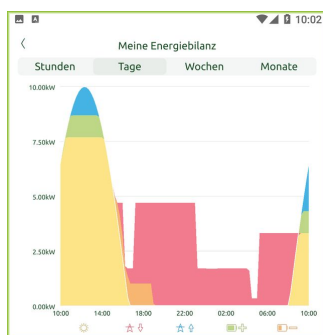 10:02
Meine Energiebilanz
Stunden Tage Wochen Monate
10.00kW
7.50kW
5.00kW
2.50kW
0.00kW
10:00 14:00 18:00 22:00 02:00 06:00 10:00